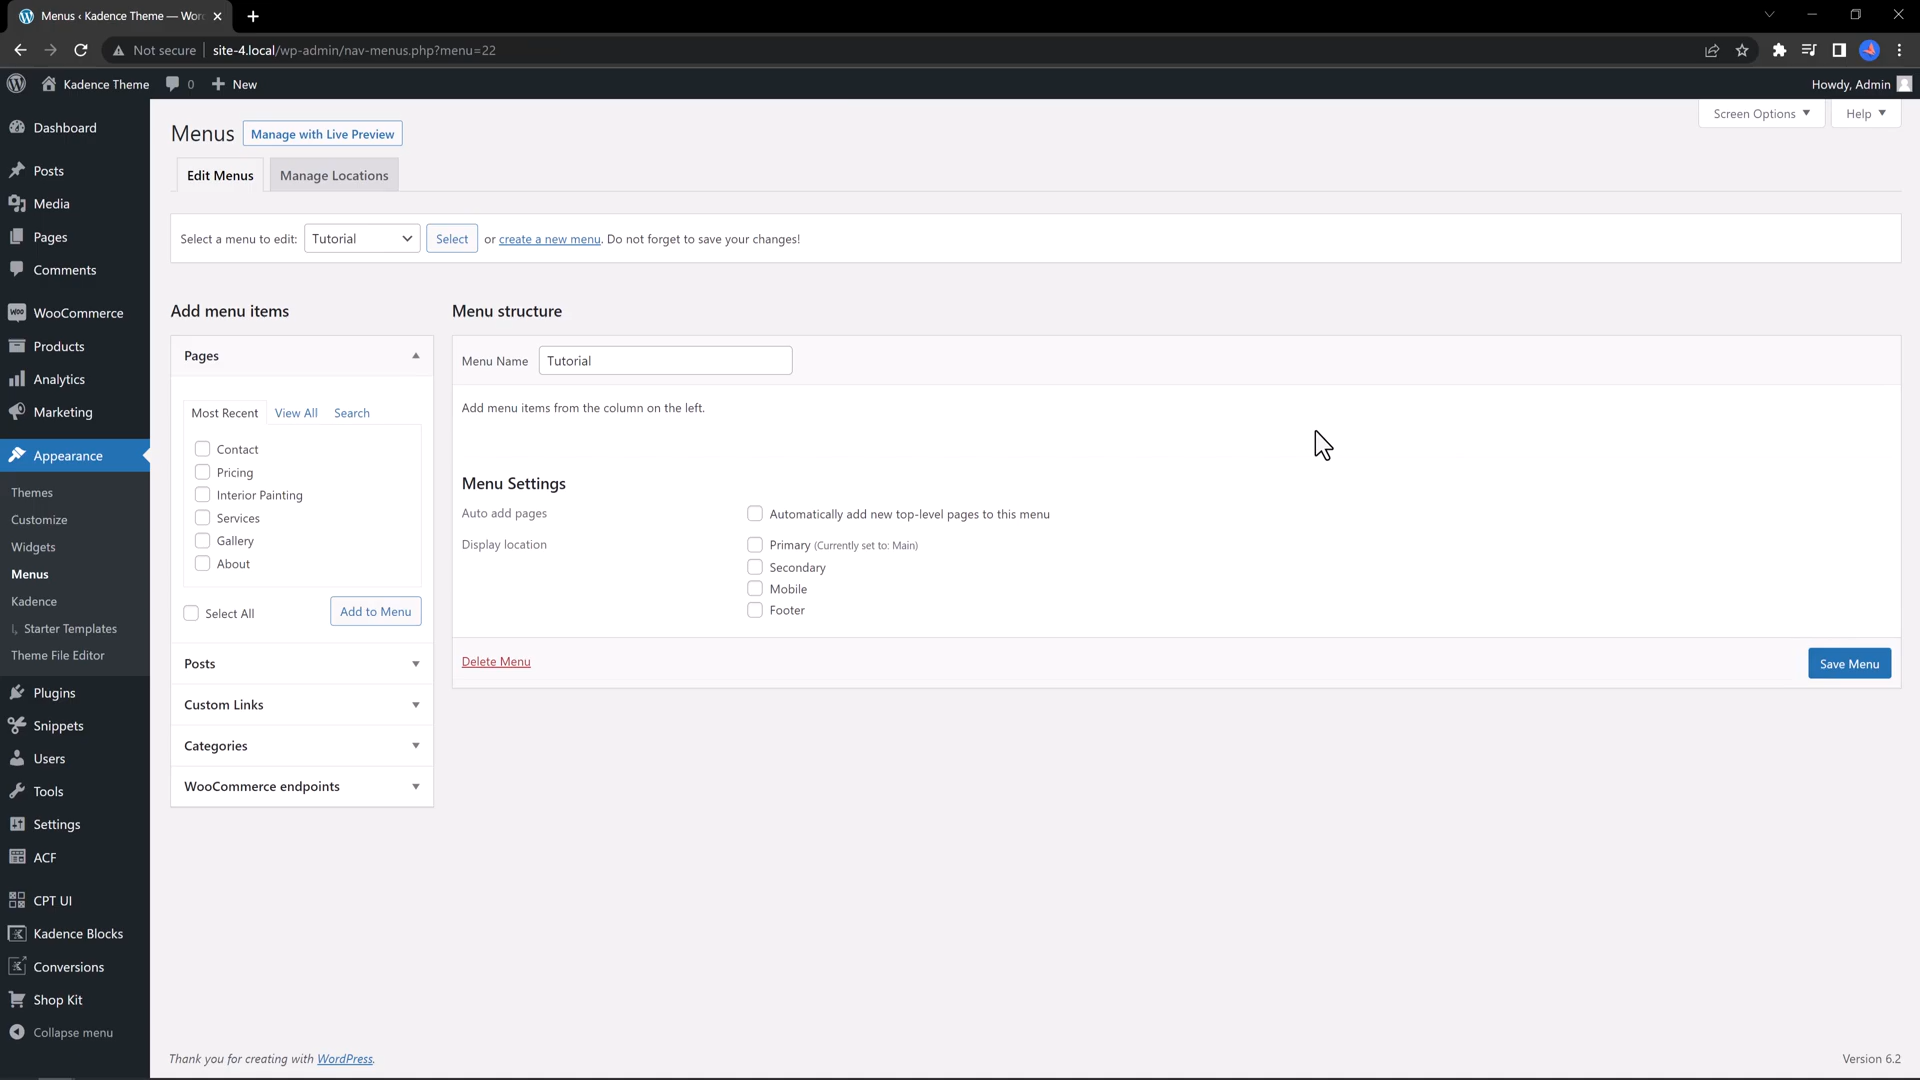 Menus ‹ Kadence Theme — Wor
Not secure
site-4.local/wp-admin/nav-menus.php?menu=22
Kadence Theme
0
New
Howdy, Admin
Screen Options
Help
Dashboard
Posts
Media
Pages
Comments
WooCommerce
Products
Analytics
Marketing
Appearance
Themes
Customize
Widgets
Menus
Kadence
Starter Templates
Theme File Editor
Plugins
Snippets
Users
Tools
Settings
ACF
CPT UI
Kadence Blocks
Conversions
Shop Kit
Collapse menu
Menus
Manage with Live Preview
Edit Menus
Manage Locations
Select a menu to edit:
Tutorial
Select
or create a new menu. Do not forget to save your changes!
Add menu items
Pages
Most Recent
View All
Search
Contact
Pricing
Interior Painting
Services
Gallery
About
Select All
Add to Menu
Posts
Custom Links
Categories
WooCommerce endpoints
Menu structure
Menu Name
Tutorial
Add menu items from the column on the left.
Menu Settings
Auto add pages
Automatically add new top-level pages to this menu
Display location
Primary (Currently set to: Main)
Secondary
Mobile
Footer
Delete Menu
Save Menu
Thank you for creating with WordPress.
Version 6.2